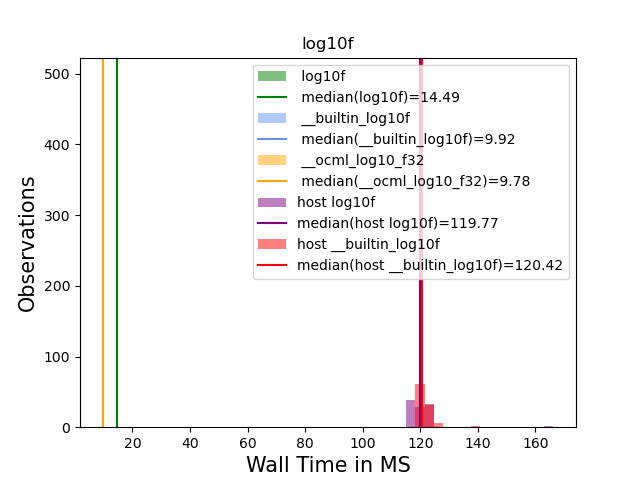 log10f
500
400
300
200
100
0
Observations
log10f
median(log10f)=14.49
__builtin_log10f
median(__builtin_log10f)=9.92
__ocml_log10_f32
median(__ocml_log10_f32)=9.78
host log10f
median(host log10f)=119.77
host __builtin_log10f
median(host __builtin_log10f)=120.42
20 40 60 80 100 120 140 160
Wall Time in MS